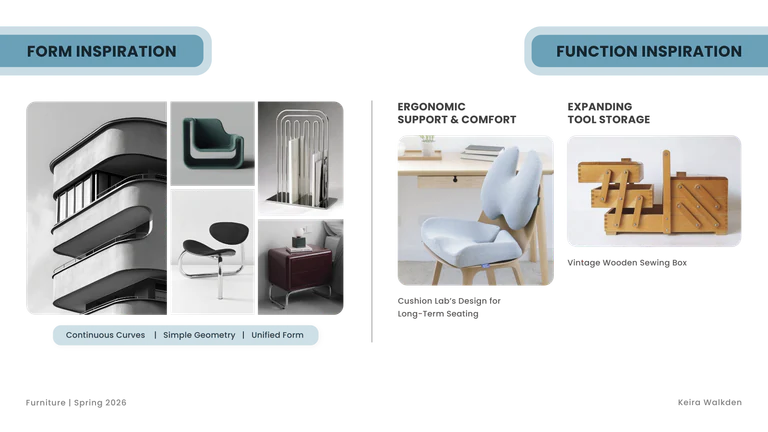 FORM INSPIRATION
FUNCTION INSPIRATION
ERGONOMIC
SUPPORT & COMFORT
EXPANDING
TOOL STORAGE
Cushion Lab's Design for
Long-Term Seating
Vintage Wooden Sewing Box
Continuous Curves | Simple Geometry | Unified Form
Furniture | Spring 2026
Keira Walkden